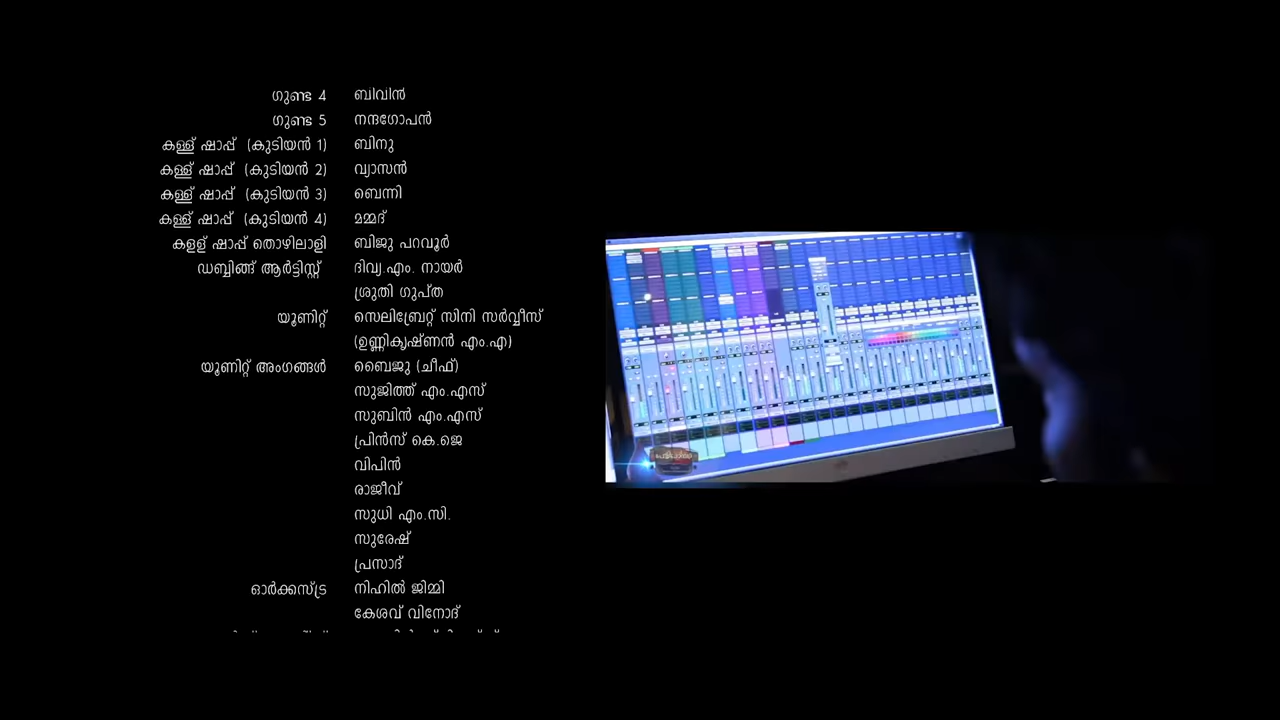 ഗുണ്ട 4 ബിവിൻ
ഗുണ്ട 5 നന്ദഗോപൻ
കള്ള് ഷാപ്പ് (കുടിയൻ 1) ബിനു
കള്ള് ഷാപ്പ് (കുടിയൻ 2) വ്യാസൻ
കള്ള് ഷാപ്പ് (കുടിയൻ 3) ബെന്നി
കള്ള് ഷാപ്പ് (കുടിയൻ 4) മമ്മദ്
കളള് ഷാപ്പ് തൊഴിലാളി ബിജു പറവൂർ
ഡബ്ബിങ്ങ് ആർട്ടിസ്റ്റ് ദിവ്യ.എം. നായർ
ശ്രുതി ഗുപ്ത
യൂണിറ്റ് സെലിബ്രേറ്റ് സിനി സർവ്വീസ്
(ഉണ്ണികൃഷ്ണൻ എം.എ)
യൂണിറ്റ് അംഗങ്ങൾ ബൈജു (ചീഫ്)
സുജിത്ത് എം.എസ്
സുബിൻ എം.എസ്
പ്രിൻസ് കെ.ജെ
വിപിൻ
രാജീവ്
സുധി എം.സി.
സുരേഷ്
പ്രസാദ്
ഓർക്കസ്ട്ര നിഹിൽ ജിമ്മി
കേശവ് വിനോദ്